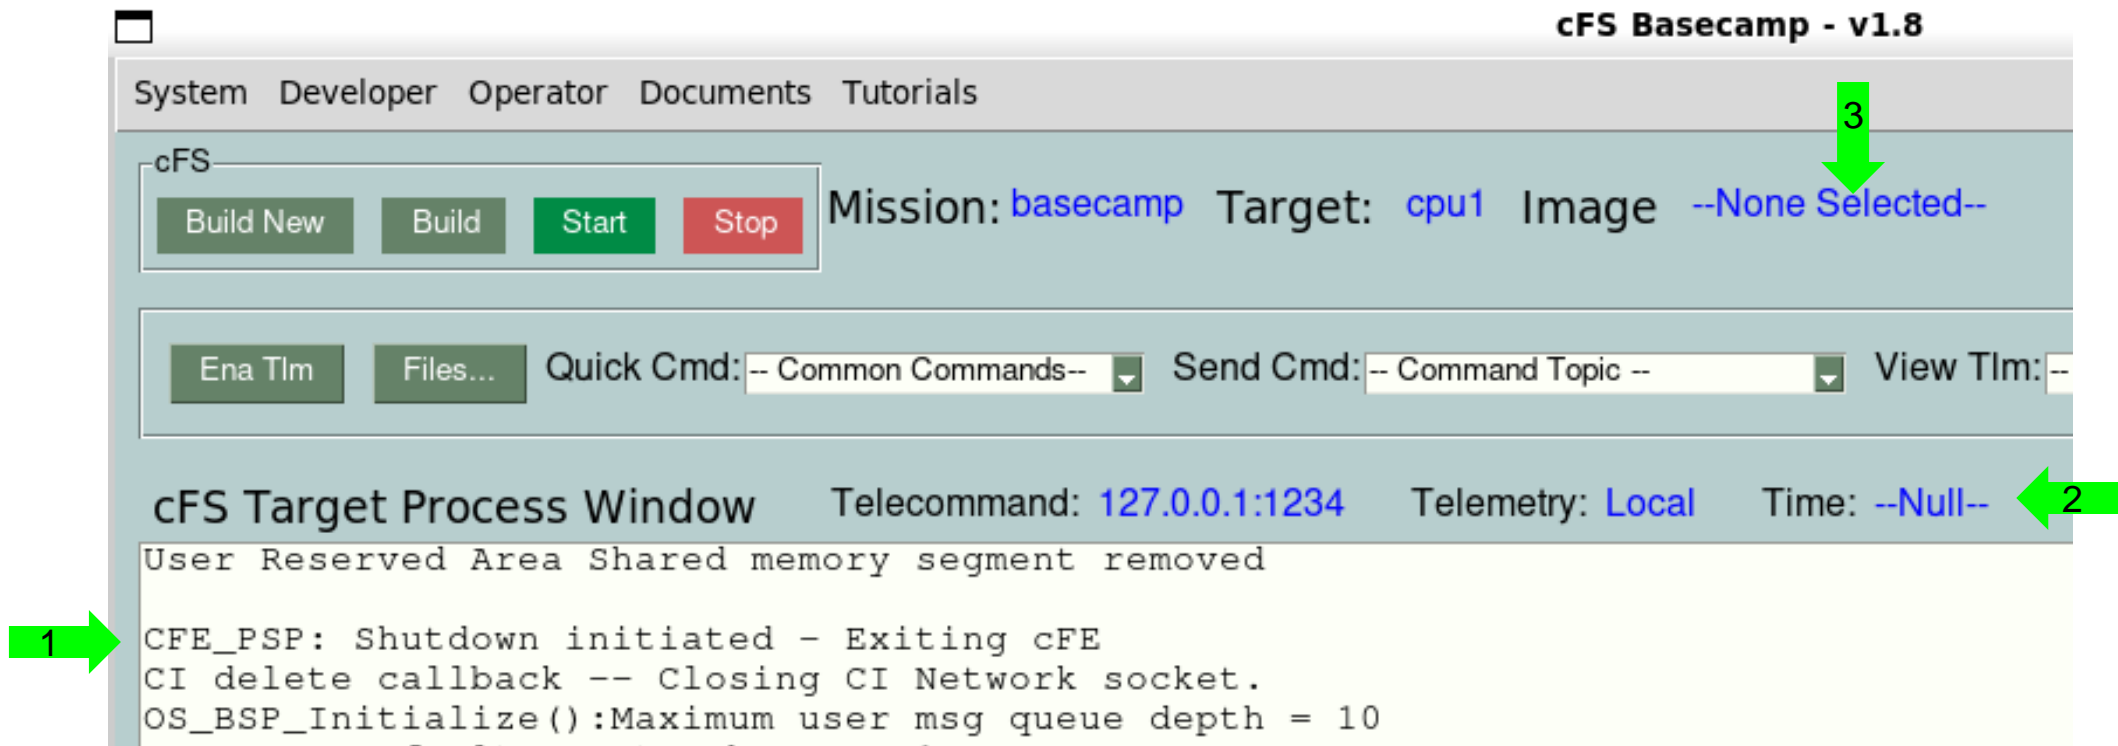 cFS Basecamp - v1.8
System Developer Operator Documents Tutorials
3
cFS
Build New Build Start Stop Mission: basecamp Target: cpu1 Image --None Selected--
Ena Tlm Files... Quick Cmd: -- Common Commands-- Send Cmd: -- Command Topic -- View Tlm: --
cFS Target Process Window Telecommand: 127.0.0.1:1234 Telemetry: Local Time: --Null-- 2
User Reserved Area Shared memory segment removed
1 CFE_PSP: Shutdown initiated - Exiting cFE
CI delete callback -- Closing CI Network socket.
OS_BSP_Initialize():Maximum user msg queue depth = 10